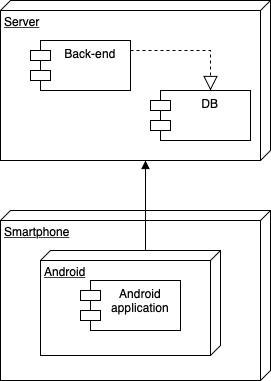 Server
Back-end
DB
Smartphone
Android
Android
application